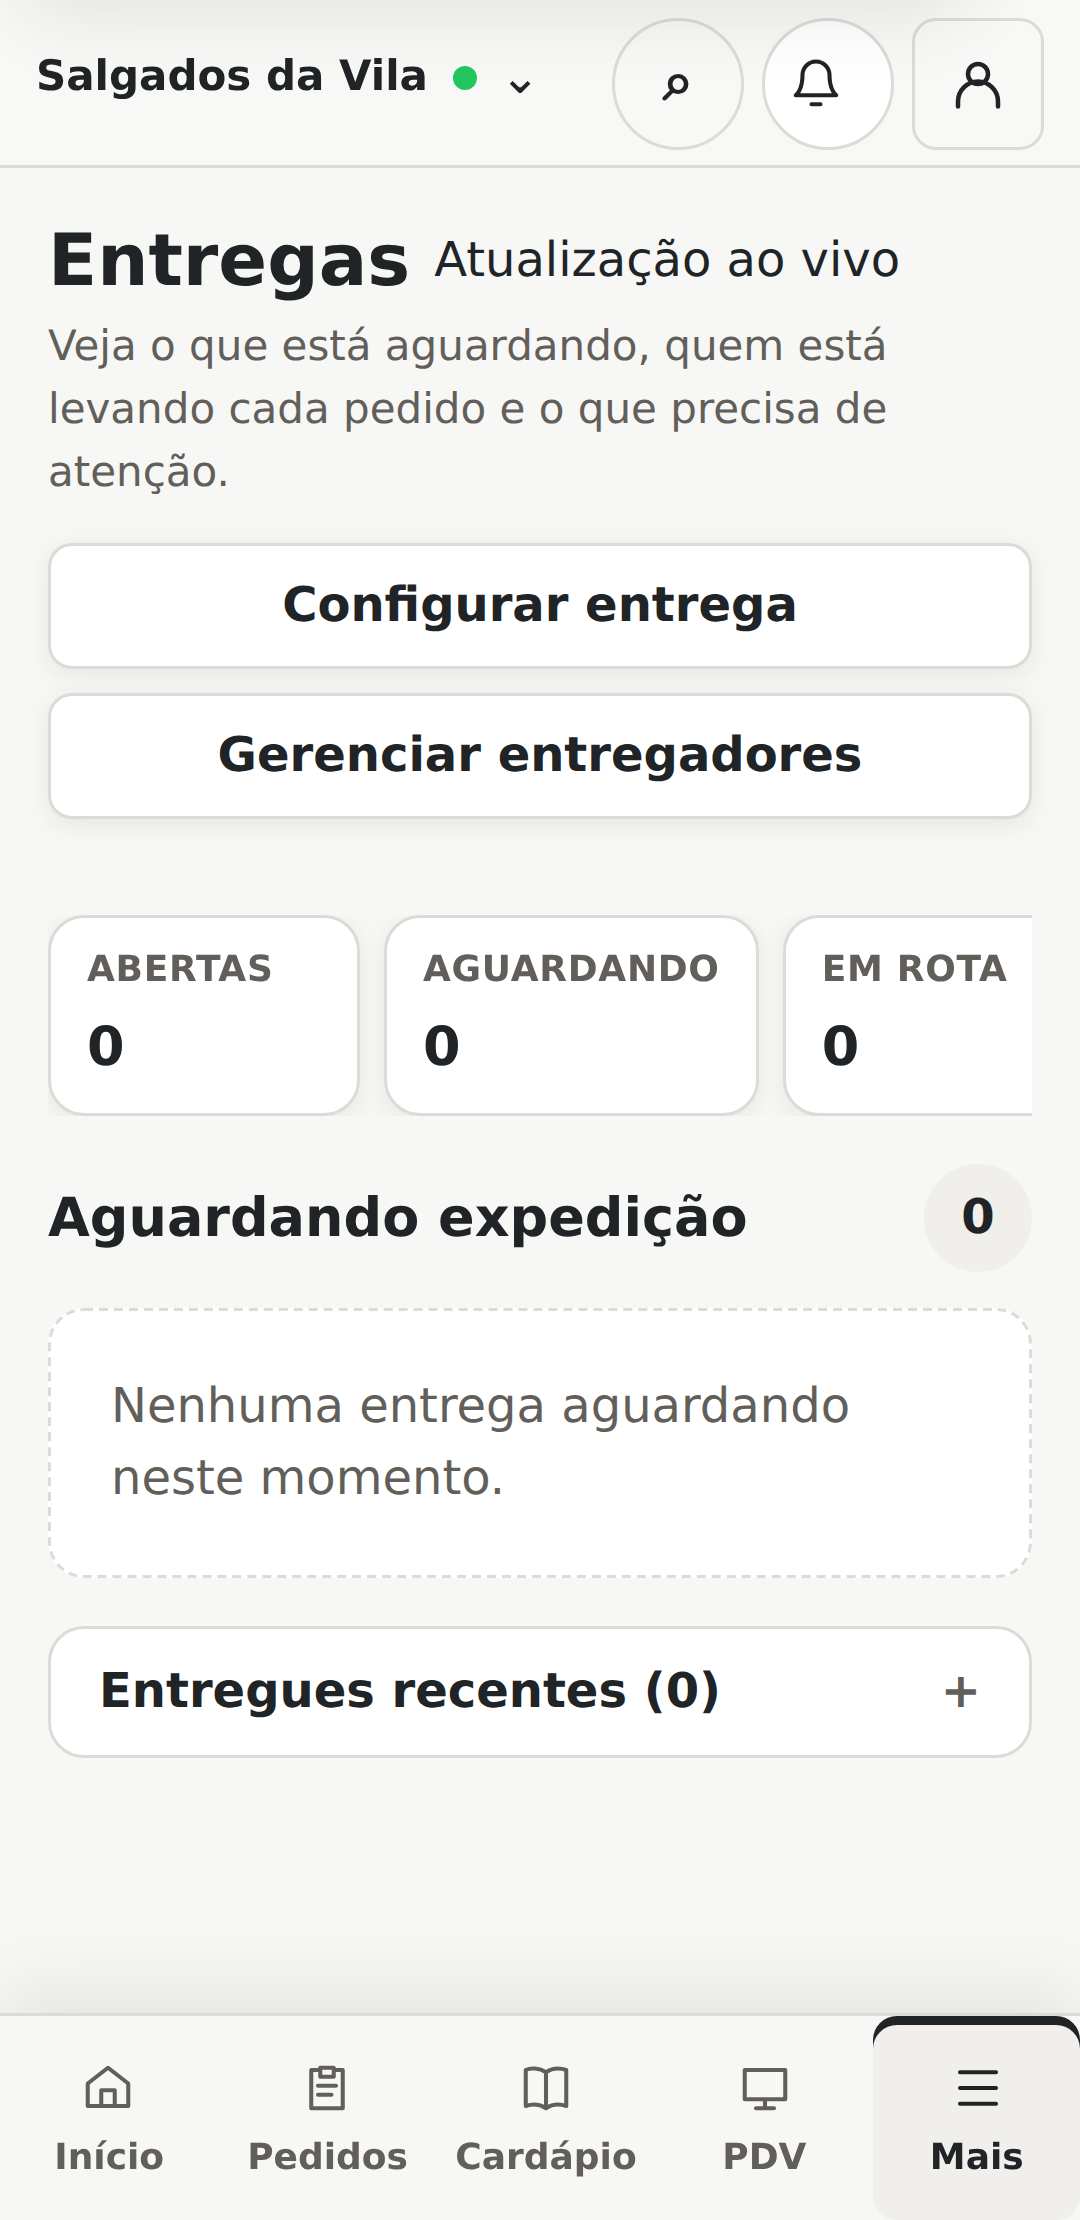 Salgados da Vila
Entregas Atualização ao vivo
Veja o que está aguardando, quem está
levando cada pedido e o que precisa de
atenção.
Configurar entrega
Gerenciar entregadores
ABERTAS
0
AGUARDANDO
0
EM ROTA
0
Aguardando expedição
0
Nenhuma entrega aguardando
neste momento.
Entregues recentes (0) +
Início
Pedidos
Cardápio
PDV
Mais